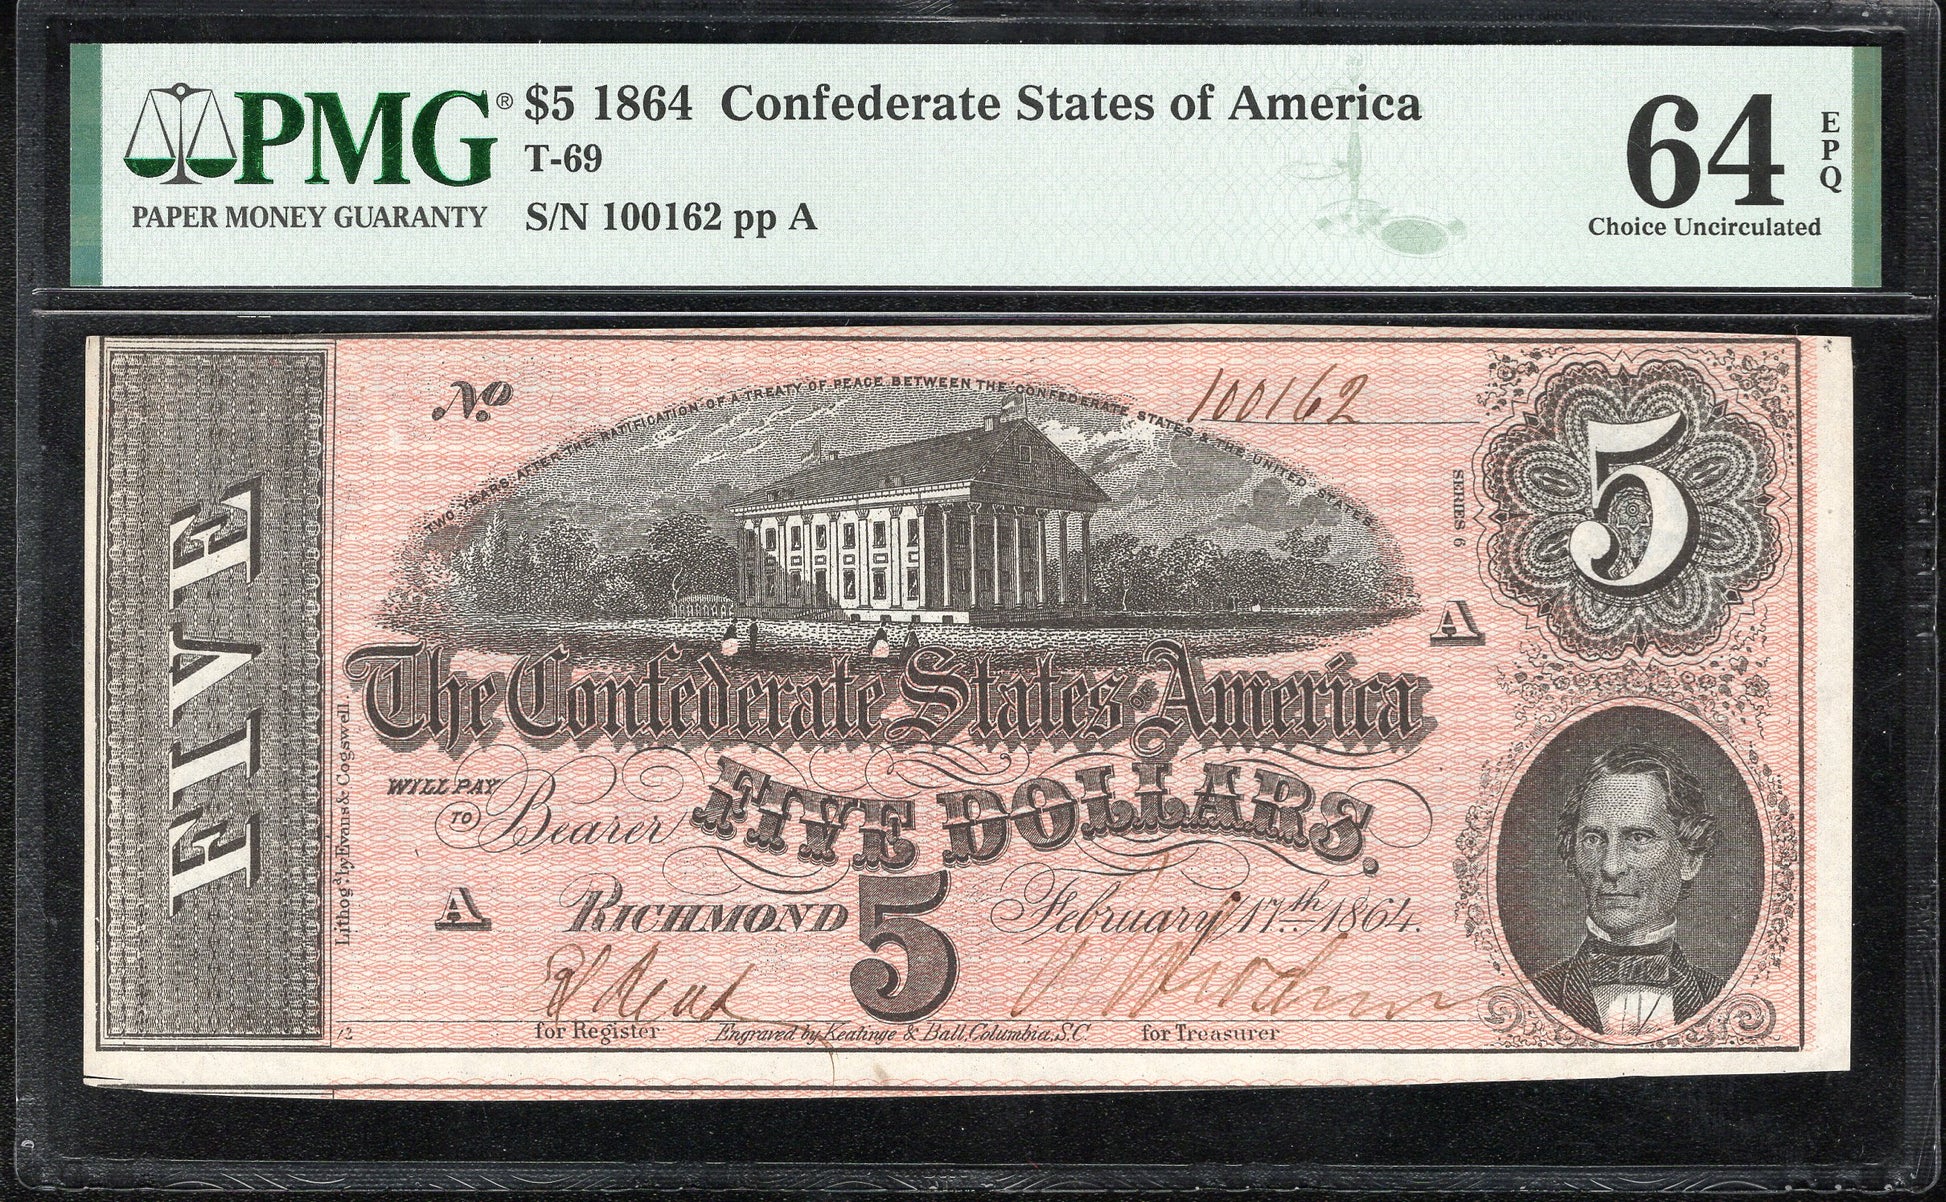 PMG® $5 1864 Confederate States of America
T-69
PAPER MONEY GUARANTY
S/N 100162 pp A
64
EPQ
Choice Uncirculated
FIVE
No 100162
TWO YEARS AFTER THE RATIFICATION OF A TREATY OF PEACE BETWEEN THE CONFEDERATE STATES & THE UNITED STATES
5
SERIES 6
A
The Confederate States of America
WILL PAY
TO Bearer FIVE DOLLARS.
Lithogd. by Evans & Cogswell.
A RICHMOND 5 February 17th. 1864.
12
for Register Engraved by Keatinge & Ball, Columbia, S.C. for Treasurer